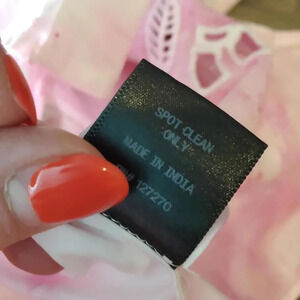 SPOT CLEAN
ONLY
MADE IN INDIA
127270